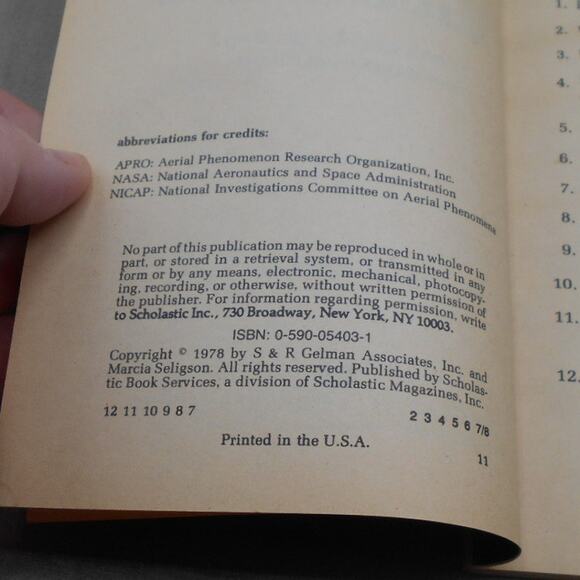 abbreviations for credits:
APRO: Aerial Phenomenon Research Organization, Inc.
NASA: National Aeronautics and Space Administration
NICAP: National Investigations Committee on Aerial Phenomena
No part of this publication may be reproduced in whole or in
part, or stored in a retrieval system, or transmitted in any
form or by any means, electronic, mechanical, photocopy-
ing, recording, or otherwise, without written permission of
the publisher. For information regarding permission, write
to Scholastic Inc., 730 Broadway, New York, NY 10003.
ISBN: 0-590-05403-1
Copyright © 1978 by S & R Gelman Associates, Inc. and
Marcia Seligson. All rights reserved. Published by Scholas-
tic Book Services, a division of Scholastic Magazines, Inc.
12 11 10 9 8 7
2 3 4 5 6 7/8
Printed in the U.S.A.
11
1.
2.
3.
4.
5.
6.
7.
8.
9.
10.
11.
12.